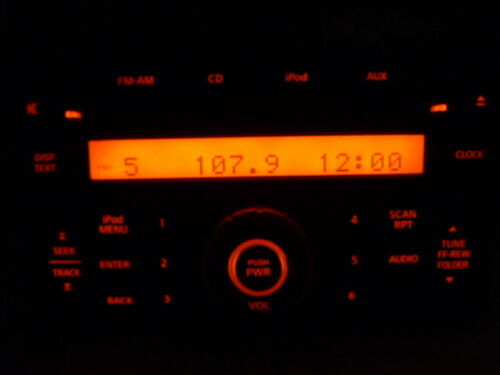 FM-AM CD iPod AUX
DISP
TEXT
FM1 5 107.9 12:00
CLOCK
iPod
MENU
1
4
SCAN
RPT
SEEK
TRACK
ENTER
2
PUSH
PWR
5
AUDIO
TUNE
FF-REW
FOLDER
BACK
3
VOL
6